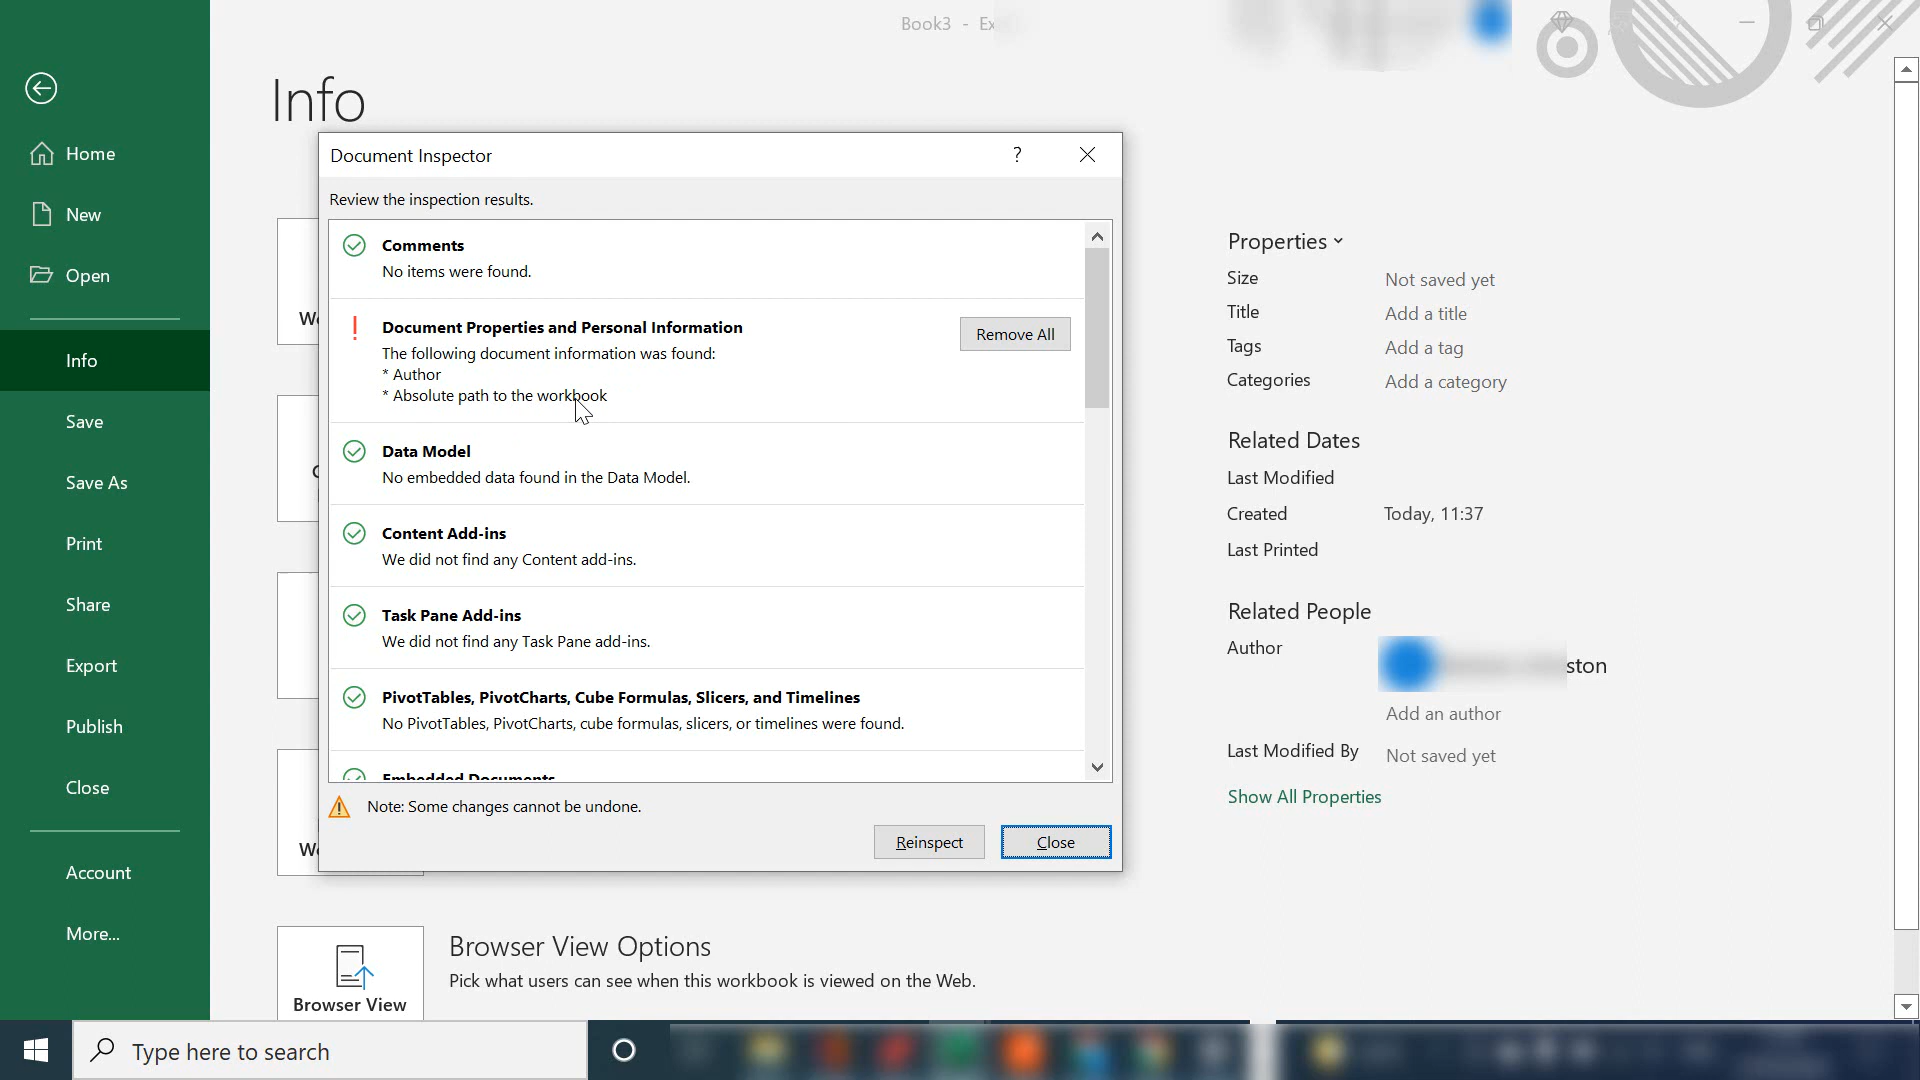 Book3 - Ex
Info
Home
New
Open
Info
Save
Save As
Print
Share
Export
Publish
Close
Account
More...
Document Inspector
?
Review the inspection results.
Comments
No items were found.
Document Properties and Personal Information
Remove All
The following document information was found:
* Author
* Absolute path to the workbook
Data Model
No embedded data found in the Data Model.
Content Add-ins
We did not find any Content add-ins.
Task Pane Add-ins
We did not find any Task Pane add-ins.
PivotTables, PivotCharts, Cube Formulas, Slicers, and Timelines
No PivotTables, PivotCharts, cube formulas, slicers, or timelines were found.
Embedded Documents
Note: Some changes cannot be undone.
Reinspect
Close
Browser View
Browser View Options
Pick what users can see when this workbook is viewed on the Web.
Properties
Size Not saved yet
Title Add a title
Tags Add a tag
Categories Add a category
Related Dates
Last Modified
Created Today, 11:37
Last Printed
Related People
Author
ston
Add an author
Last Modified By Not saved yet
Show All Properties
Type here to search